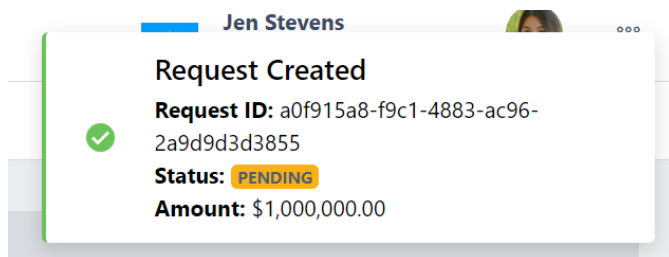 Jen Stevens
Request Created
Request ID: a0f915a8-f9c1-4883-ac96-
2a9d9d3d3855
Status: PENDING
Amount: $1,000,000.00